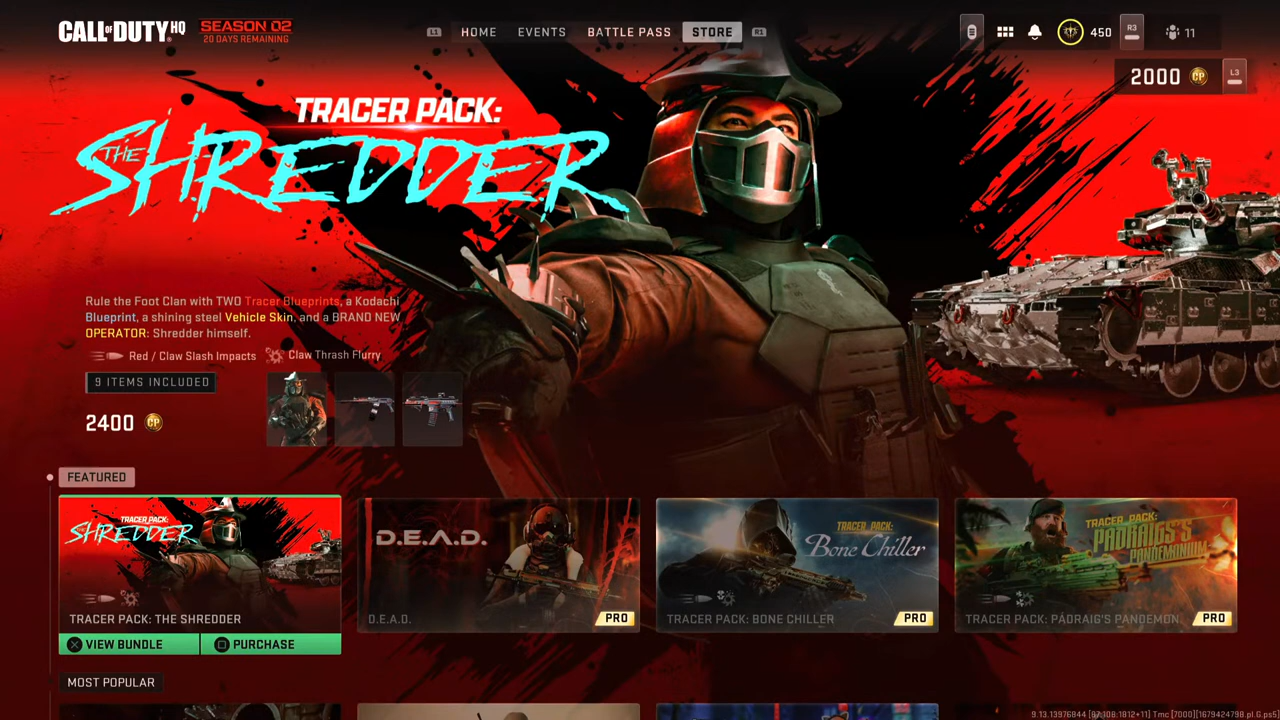 CALL OF DUTY HQ
SEASON 02
20 DAYS REMAINING
L1 HOME EVENTS BATTLE PASS STORE R1
450 R3 11
2000 CP L3
TRACER PACK:
THE SHREDDER
Rule the Foot Clan with TWO Tracer Blueprints, a Kodachi
Blueprint, a shining steel Vehicle Skin, and a BRAND NEW
OPERATOR: Shredder himself.
Red / Claw Slash Impacts Claw Thrash Flurry
9 ITEMS INCLUDED
2400 CP
FEATURED
TRACER PACK:
SHREDDER
TRACER PACK: THE SHREDDER
VIEW BUNDLE PURCHASE
D.E.A.D.
D.E.A.D.
PRO
TRACER PACK:
Bone Chiller
TRACER PACK: BONE CHILLER
PRO
TRACER PACK:
PÁDRAIG'S
PANDEMONIUM
TRACER PACK: PÁDRAIG'S PANDEMON
PRO
MOST POPULAR